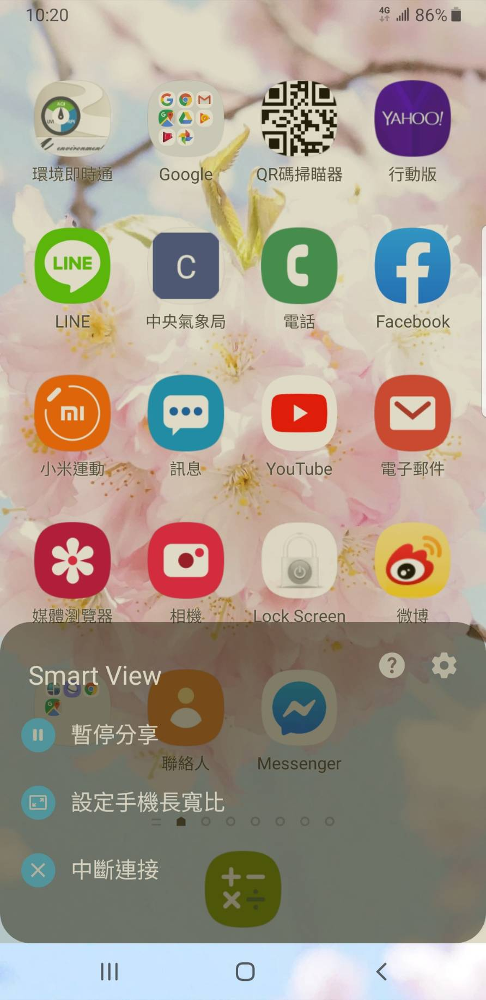 10:20
4G
86%
AQI
UVI
RPI
environment
YAHOO!
環境即時通
Google
QR碼掃瞄器
行動版
LINE
C
LINE
中央氣象局
電話
Facebook
小米運動
訊息
YouTube
電子郵件
媒體瀏覽器
相機
Lock Screen
微博
Smart View
?
暫停分享
聯絡人
Messenger
設定手機長寬比
中斷連接